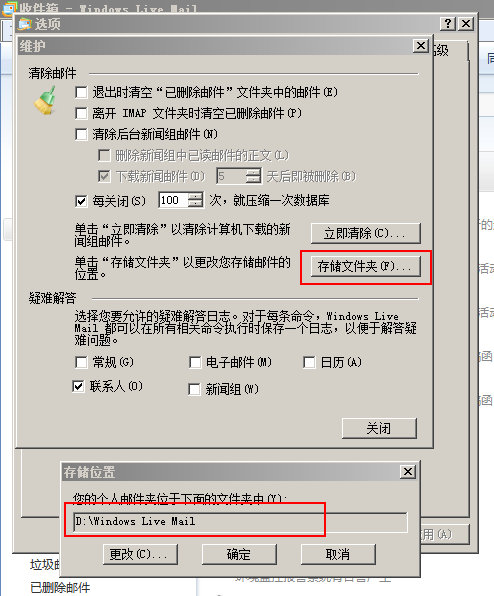 收件箱 - Windows Live Mail
选项
维护
清除邮件
退出时清空“已删除邮件”文件夹中的邮件(E)
离开 IMAP 文件夹时清空已删除邮件(P)
清除后台新闻组邮件(N)
删除新闻组中已读邮件的正文(L)
下载新闻邮件(D) 5 天后即被删除(B)
每关闭(S) 100 次，就压缩一次数据库
单击“立即清除”以清除计算机下载的新
闻组邮件。
立即清除(C)...
单击“存储文件夹”以更改您存储邮件的
位置。
存储文件夹(F)...
疑难解答
选择您要允许的疑难解答日志。对于每条命令，Windows Live
Mail 都可以在所有相关命令执行时保存一个日志，以便于解答疑
难问题。
常规(G) 电子邮件(M) 日历(A)
联系人(O) 新闻组(W)
关闭
存储位置
您的个人邮件夹位于下面的文件夹中(Y):
D:\Windows Live Mail
更改(C)... 确定 取消
用(A)
垃圾邮
已删除邮件